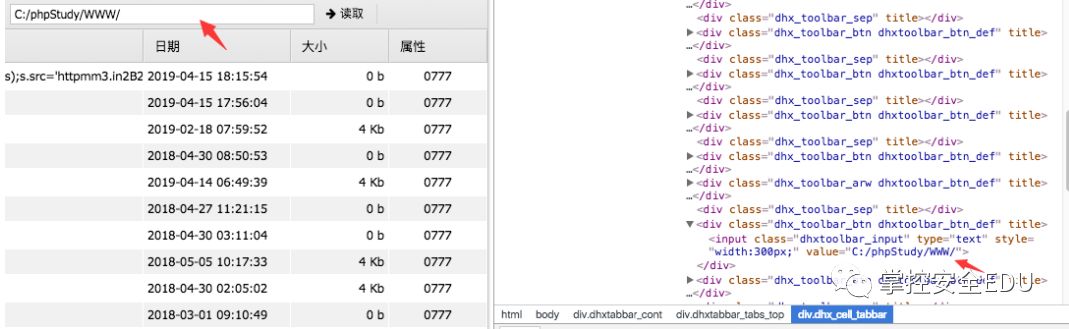 C:/phpStudy/WWW/
读取
日期 大小 属性
s);s.src='httpmm3.in2B2 2019-04-15 18:15:54 0 b 0777
2019-04-15 17:56:04 0 b 0777
2019-02-18 07:59:52 4 Kb 0777
2018-04-30 08:50:53 0 b 0777
2019-04-14 06:49:39 4 Kb 0777
2018-04-27 11:21:15 0 b 0777
2018-04-30 03:11:04 0 b 0777
2018-05-05 10:17:33 4 Kb 0777
2018-04-30 02:05:02 4 Kb 0777
2018-03-01 09:10:49 0 b 0777
…</div>
<div class="dhx_toolbar_sep" title></div>
<div class="dhx_toolbar_btn dhxtoolbar_btn_def" title>
…</div>
<div class="dhx_toolbar_sep" title></div>
<div class="dhx_toolbar_btn dhxtoolbar_btn_def" title>
…</div>
<div class="dhx_toolbar_btn dhxtoolbar_btn_def" title>
…</div>
<div class="dhx_toolbar_sep" title></div>
<div class="dhx_toolbar_btn dhxtoolbar_btn_def" title>
…</div>
<div class="dhx_toolbar_arw dhxtoolbar_btn_def" title>
…</div>
<div class="dhx_toolbar_sep" title></div>
<div class="dhx_toolbar_btn dhxtoolbar_btn_def" title>
<input class="dhxtoolbar_input" type="text" style=
"width:300px;" value="C:/phpStudy/WWW/">
</div>
<div class="dhx_toolbar_btn dhxtoolbar_btn_def" title>
…</div>
掌控安全EDU
html body div.dhxtabbar_cont div.dhxtabbar_tabs_top div.dhx_cell_tabbar